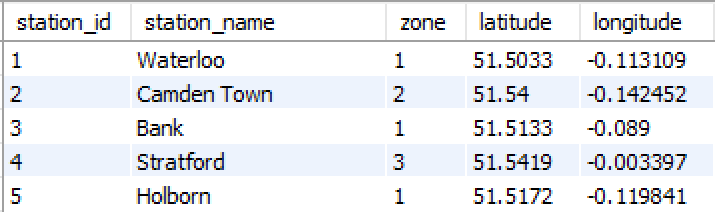 station_id station_name zone latitude longitude
1 Waterloo 1 51.5033 -0.113109
2 Camden Town 2 51.54 -0.142452
3 Bank 1 51.5133 -0.089
4 Stratford 3 51.5419 -0.003397
5 Holborn 1 51.5172 -0.119841